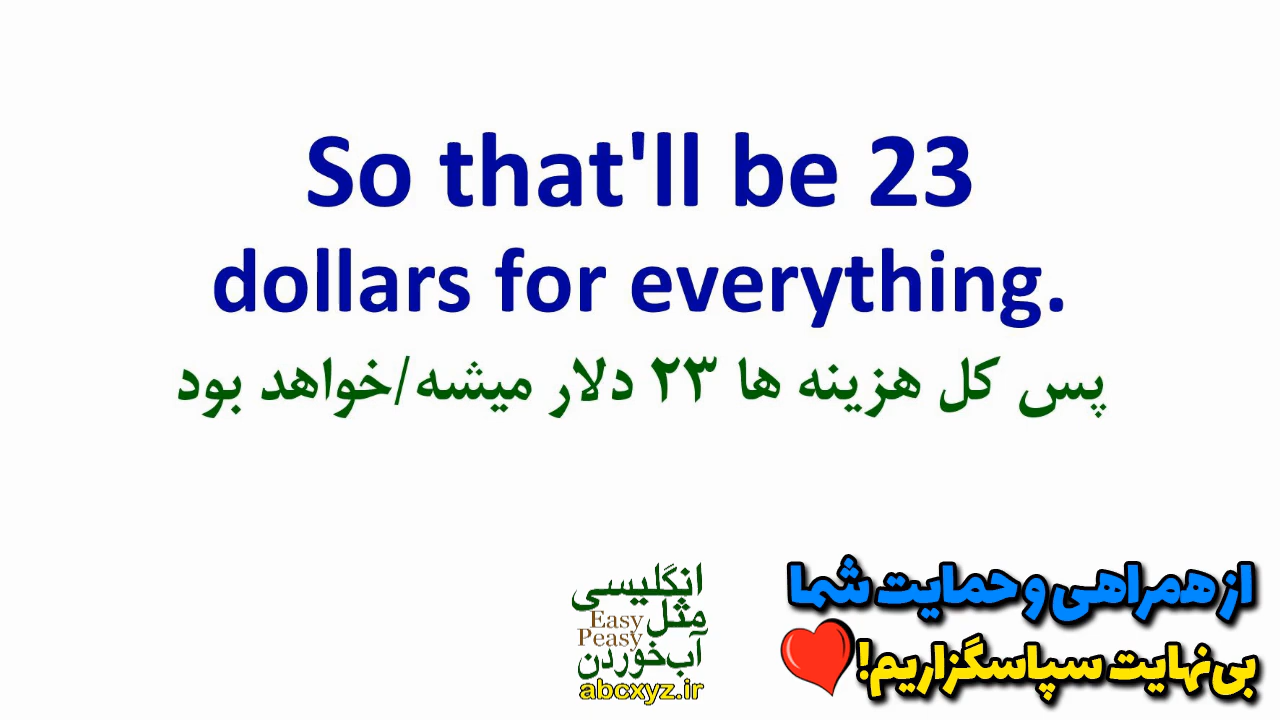 So that'll be 23
dollars for everything.
پس کل هزینه ها ۲۳ دلار میشه/خواهد بود
انگلیسی
مثل
Easy
Peasy
آب‌خوردن
abcxyz.ir
از همراهی و حمایت شما
بی‌نهایت سپاسگزاریم!